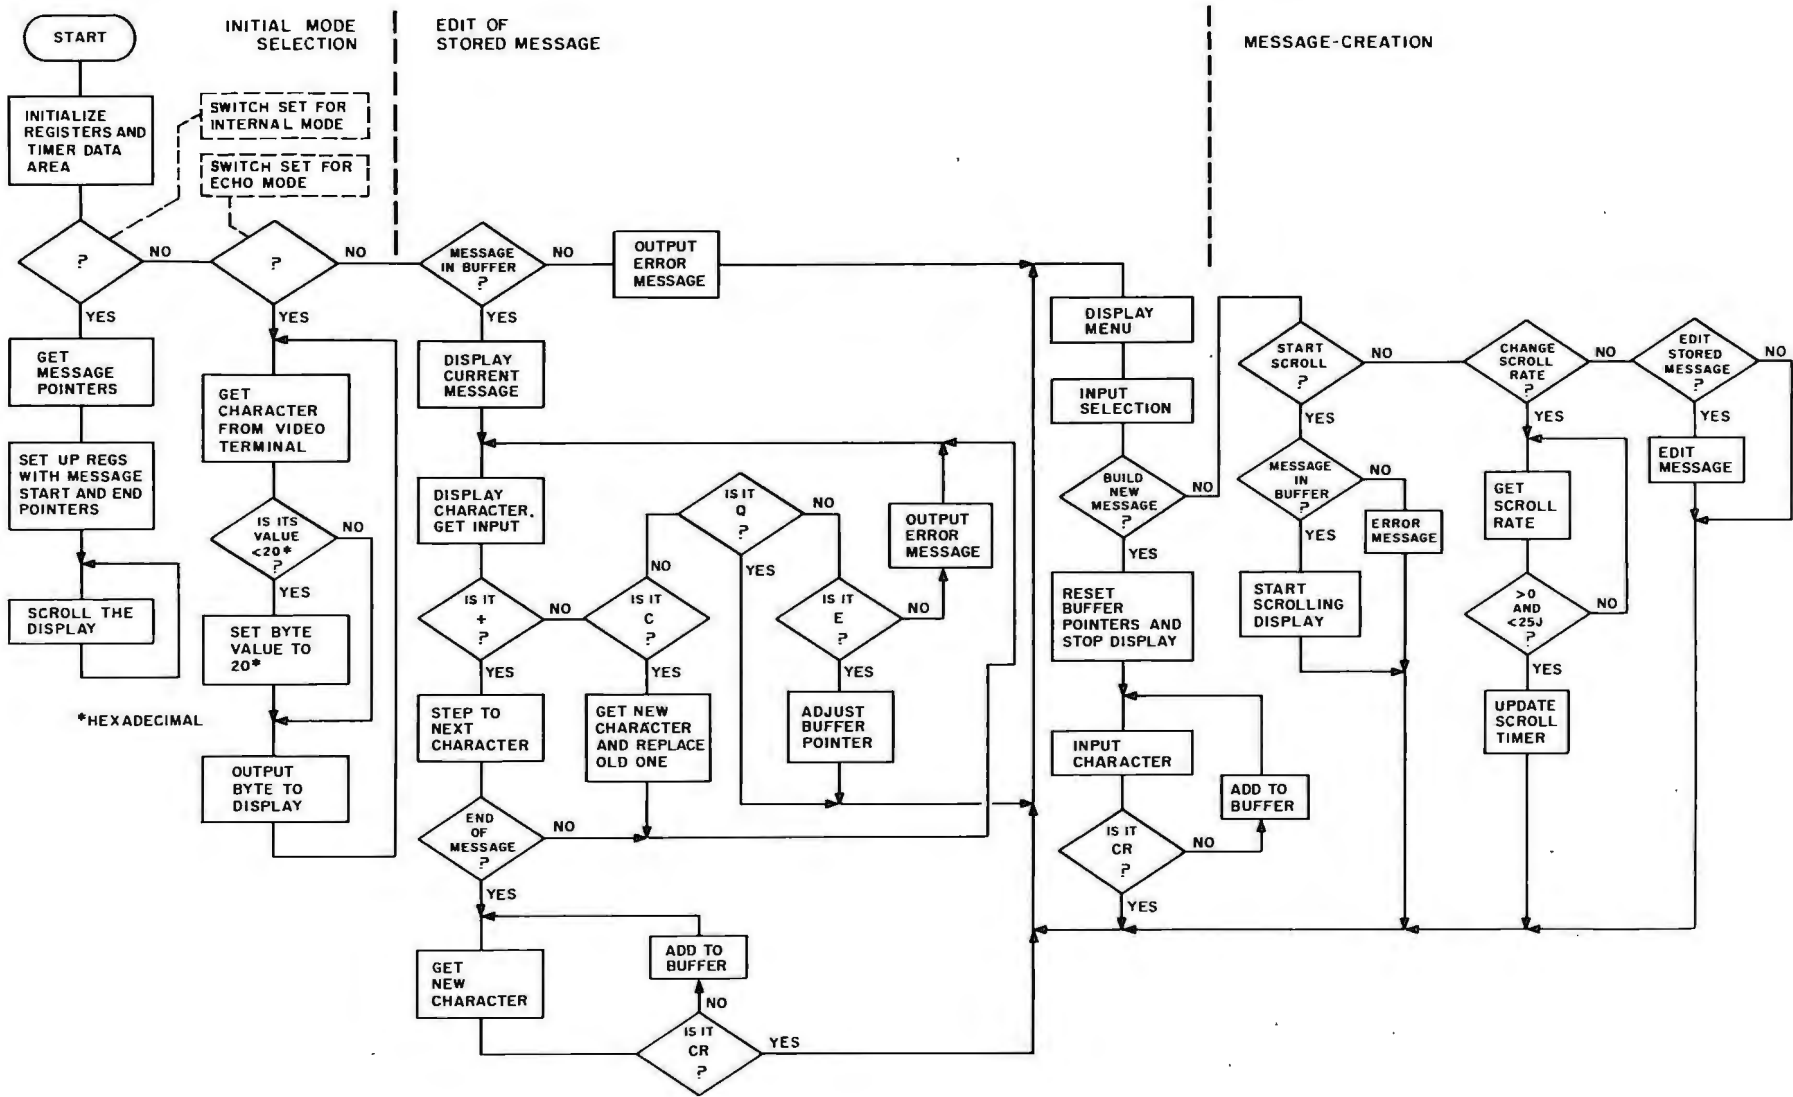 START
INITIAL MODE
SELECTION
EDIT OF
STORED MESSAGE
MESSAGE-CREATION
INITIALIZE
REGISTERS AND
TIMER DATA
AREA
SWITCH SET FOR
INTERNAL MODE
SWITCH SET FOR
ECHO MODE
?
NO
YES
GET
MESSAGE
POINTERS
SET UP REGS
WITH MESSAGE
START AND END
POINTERS
SCROLL THE
DISPLAY
*HEXADECIMAL
?
NO
YES
GET
CHARACTER
FROM VIDEO
TERMINAL
IS ITS
VALUE
<20*
?
NO
YES
SET BYTE
VALUE TO
20*
OUTPUT
BYTE TO
DISPLAY
MESSAGE
IN BUFFER
?
NO
YES
OUTPUT
ERROR
MESSAGE
DISPLAY
CURRENT
MESSAGE
DISPLAY
CHARACTER.
GET INPUT
IS IT
+
?
NO
YES
IS IT
C
?
NO
YES
IS IT
Q
?
NO
YES
IS IT
E
?
NO
YES
OUTPUT
ERROR
MESSAGE
STEP TO
NEXT
CHARACTER
GET NEW
CHARACTER
AND REPLACE
OLD ONE
ADJUST
BUFFER
POINTER
END
OF
MESSAGE
?
NO
YES
GET
NEW
CHARACTER
ADD TO
BUFFER
NO
IS IT
CR
?
YES
DISPLAY
MENU
INPUT
SELECTION
BUILD
NEW
MESSAGE
?
NO
YES
RESET
BUFFER
POINTERS AND
STOP DISPLAY
INPUT
CHARACTER
ADD TO
BUFFER
IS IT
CR
?
NO
YES
START
SCROLL
?
NO
YES
MESSAGE
IN
BUFFER
?
NO
YES
ERROR
MESSAGE
START
SCROLLING
DISPLAY
CHANGE
SCROLL
RATE
?
NO
YES
GET
SCROLL
RATE
>0
AND
<25J
?
NO
YES
UPDATE
SCROLL
TIMER
EDIT
STORED
MESSAGE
?
NO
YES
EDIT
MESSAGE